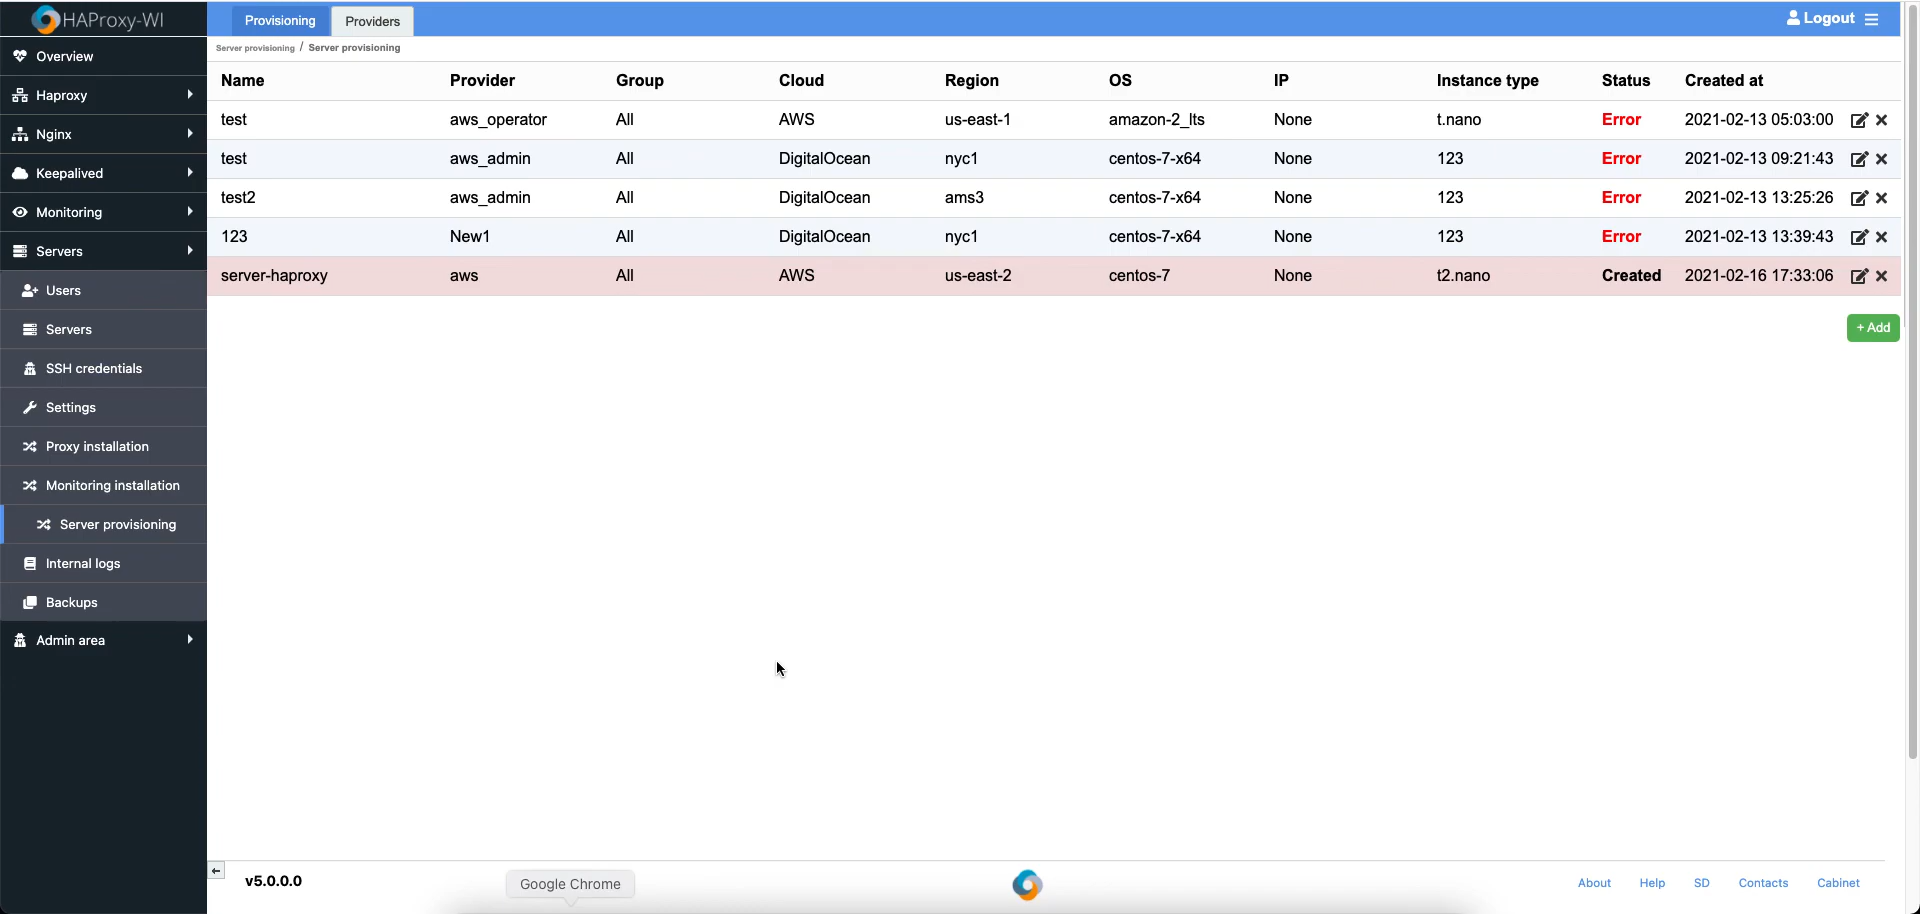 HAProxy-WI
Provisioning Providers Logout
Server provisioning / Server provisioning
Overview
Haproxy
Nginx
Keepalived
Monitoring
Servers
Users
Servers
SSH credentials
Settings
Proxy installation
Monitoring installation
Server provisioning
Internal logs
Backups
Admin area
Name Provider Group Cloud Region OS IP Instance type Status Created at
test aws_operator All AWS us-east-1 amazon-2_lts None t.nano Error 2021-02-13 05:03:00
test aws_admin All DigitalOcean nyc1 centos-7-x64 None 123 Error 2021-02-13 09:21:43
test2 aws_admin All DigitalOcean ams3 centos-7-x64 None 123 Error 2021-02-13 13:25:26
123 New1 All DigitalOcean nyc1 centos-7-x64 None 123 Error 2021-02-13 13:39:43
server-haproxy aws All AWS us-east-2 centos-7 None t2.nano Created 2021-02-16 17:33:06
+ Add
v5.0.0.0
Google Chrome
About Help SD Contacts Cabinet